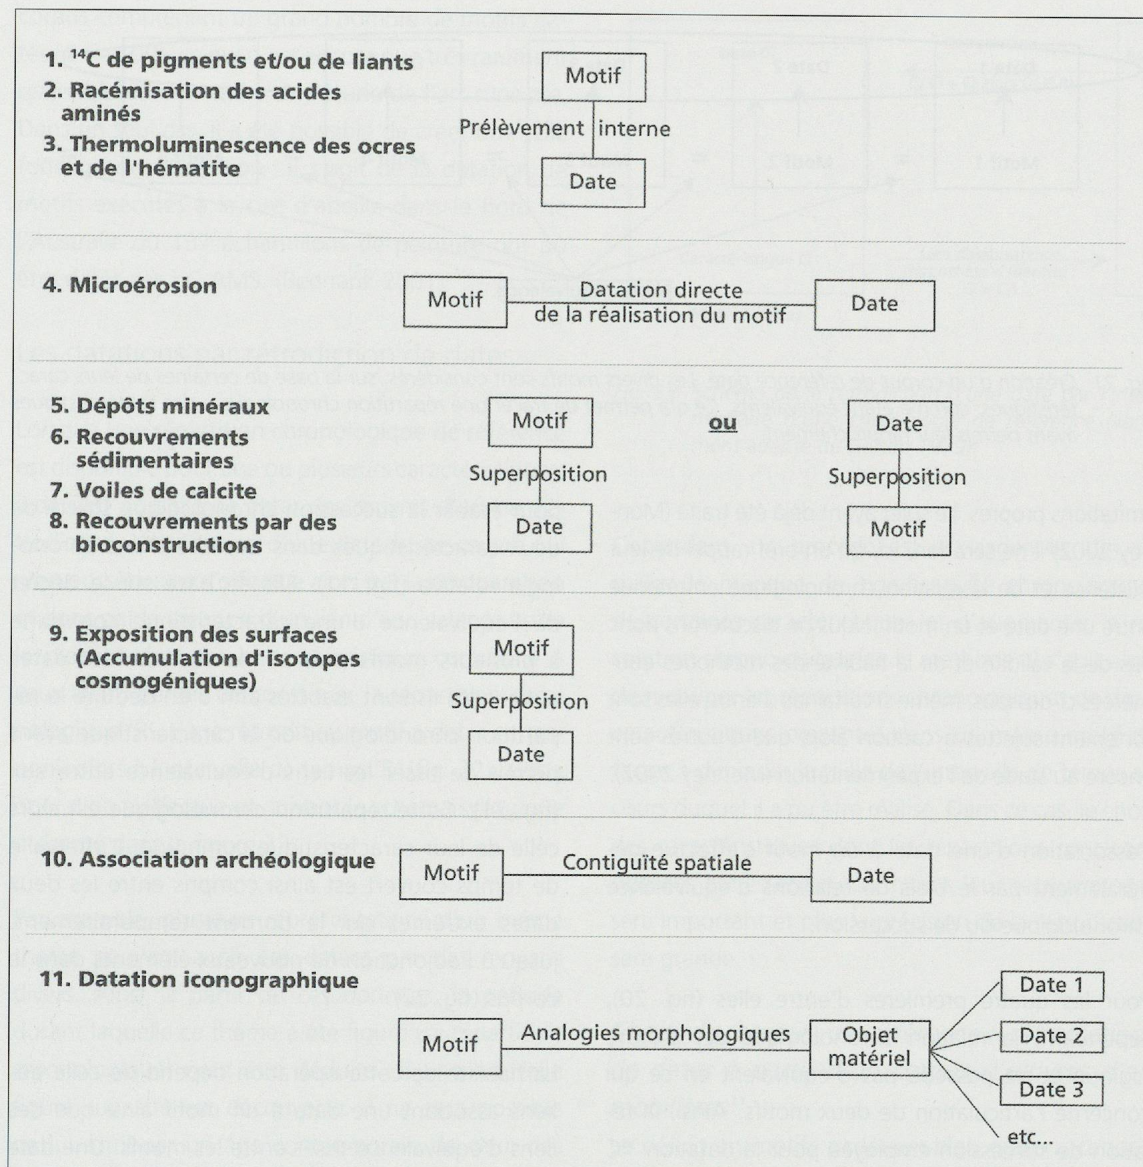 1. ¹⁴C de pigments et/ou de liants
2. Racémisation des acides
aminés
3. Thermoluminescence des ocres
et de l'hématite
Motif
Prélèvement interne
Date
4. Microérosion
Motif
Datation directe
de la réalisation du motif
Date
5. Dépôts minéraux
6. Recouvrements
sédimentaires
7. Voiles de calcite
8. Recouvrements par des
bioconstructions
Motif
Superposition
Date
ou
Date
Superposition
Motif
9. Exposition des surfaces
(Accumulation d'isotopes
cosmogéniques)
Motif
Superposition
Date
10. Association archéologique
Motif
Contiguïté spatiale
Date
11. Datation iconographique
Motif
Analogies morphologiques
Objet
matériel
Date 1
Date 2
Date 3
etc...